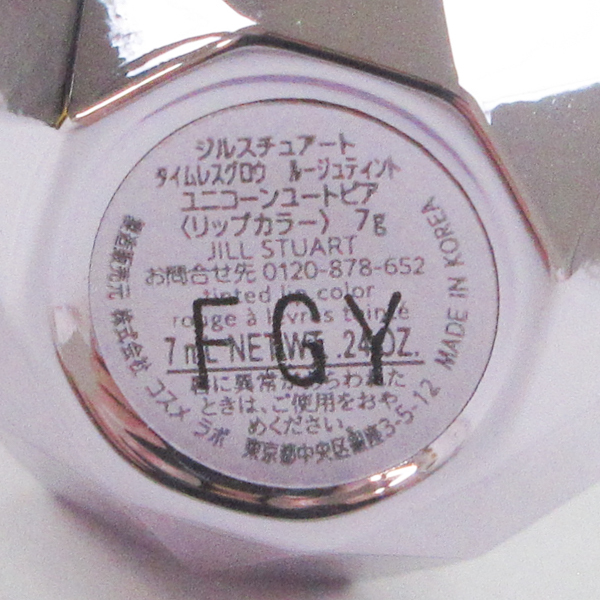 ジルスチュアート
タイムレスグロウ ルージュティント
ユニコーンユートピア
〈リップカラー〉 7g
JILL STUART
お問合せ先 0120-878-652
tinted lip color
rouge à lèvres teinté
7 mL NET WT. .24 OZ.
FGY
唇に異常があらわれた
ときは、ご使用をおや
めください。
製造販売元 株式会社 コスメ ラボ 東京都中央区銀座3-5-12 MADE IN KOREA